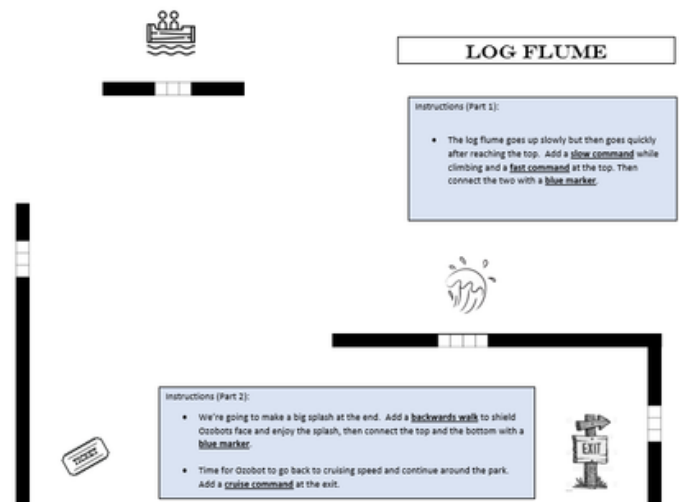 LOG FLUME
Instructions (Part 1):
• The log flume goes up slowly but then goes quickly
after reaching the top. Add a slow command while
climbing and a fast command at the top. Then
connect the two with a blue marker.
Instructions (Part 2):
• We're going to make a big splash at the end. Add a backwards walk to shield
Ozobots face and enjoy the splash, then connect the top and the bottom with a
blue marker.
• Time for Ozobot to go back to cruising speed and continue around the park.
Add a cruise command at the exit.
TICKET
EXIT